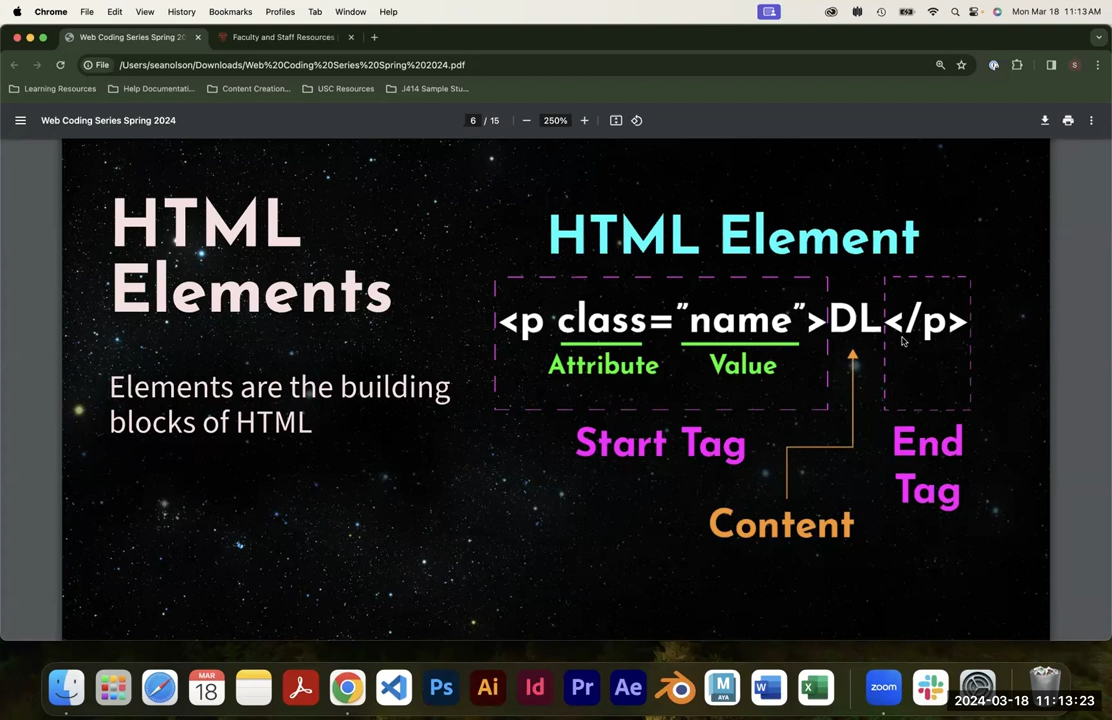 Chrome File Edit View History Bookmarks Profiles Tab Window Help Mon Mar 18 11:13 AM
Web Coding Series Spring 20 Faculty and Staff Resources
File /Users/seanolson/Downloads/Web%20Coding%20Series%20Spring%202024.pdf
Learning Resources Help Documentati... Content Creation... USC Resources J414 Sample Stu...
Web Coding Series Spring 2024 6 / 15 250%
HTML
Elements
Elements are the building
blocks of HTML
HTML Element
<p class="name">DL</p>
Attribute Value
Start Tag
End
Tag
Content
MAR
18
Ps Ai Id Pr Ae MAYA zoom
2024-03-18 11:13:23